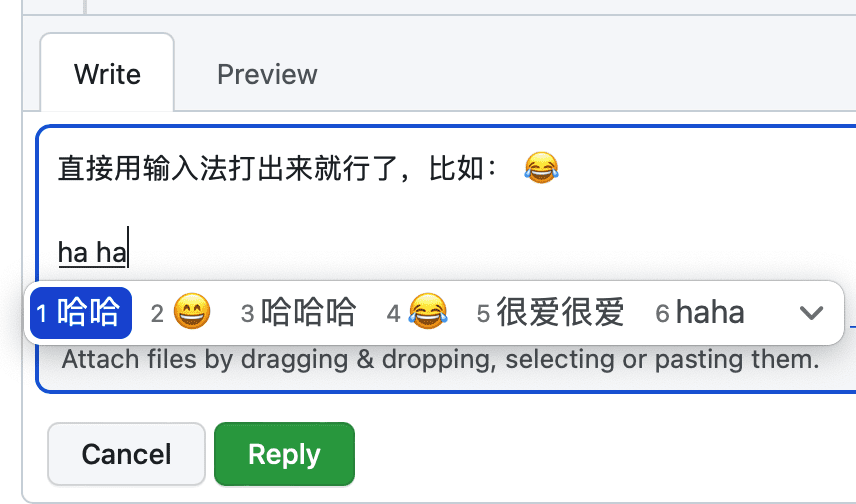 Write Preview
直接用输入法打出来就行了，比如： 😂
ha ha
1 哈哈 2 😄 3 哈哈哈 4 😂 5 很爱很爱 6 haha
Attach files by dragging & dropping, selecting or pasting them.
Cancel Reply